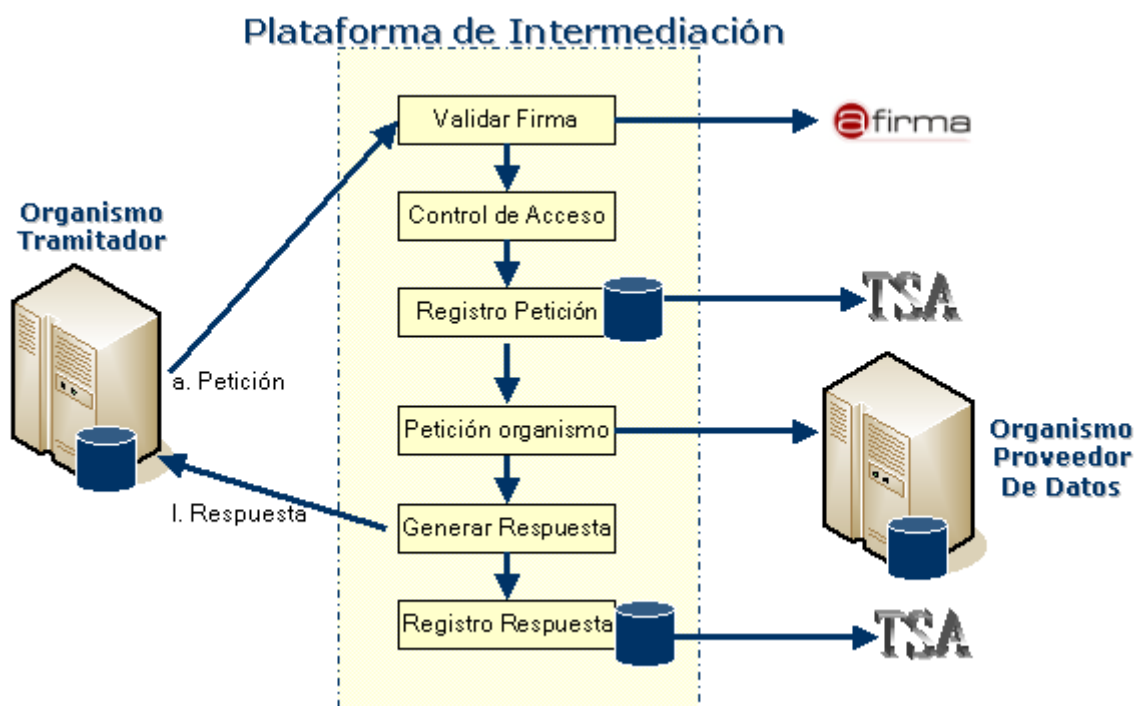 Plataforma de Intermediación
Validar Firma
@firma
Control de Acceso
Organismo
Tramitador
Registro Petición
TSA
a. Petición
Petición organismo
Organismo
Proveedor
De Datos
l. Respuesta
Generar Respuesta
Registro Respuesta
TSA